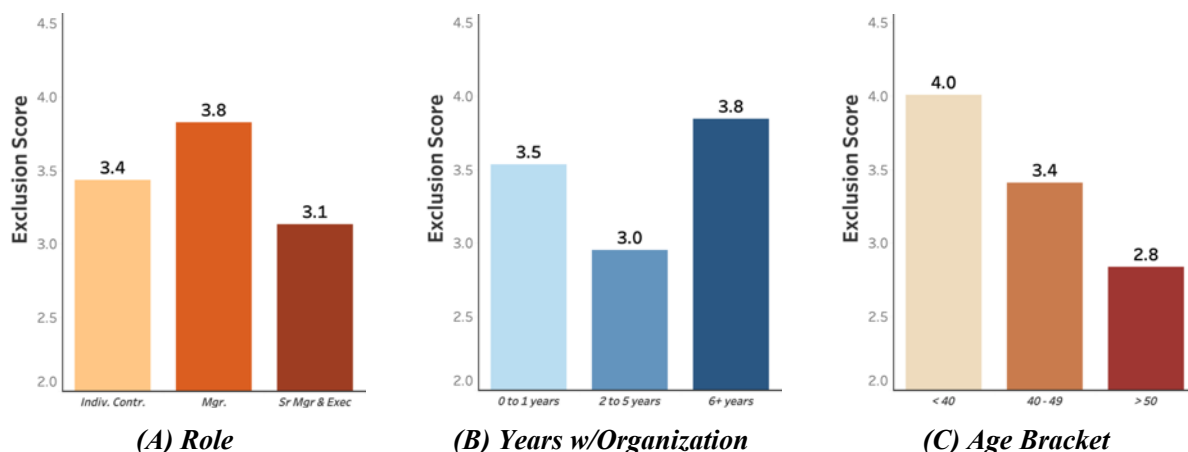 Exclusion Score
4.5
4.0
3.5
3.0
2.5
2.0
3.4
3.8
3.1
Indiv. Contr.
Mgr.
Sr Mgr & Exec
(A) Role
Exclusion Score
4.5
4.0
3.5
3.0
2.5
2.0
3.5
3.0
3.8
0 to 1 years
2 to 5 years
6+ years
(B) Years w/Organization
Exclusion Score
4.5
4.0
3.5
3.0
2.5
2.0
4.0
3.4
2.8
< 40
40 - 49
> 50
(C) Age Bracket